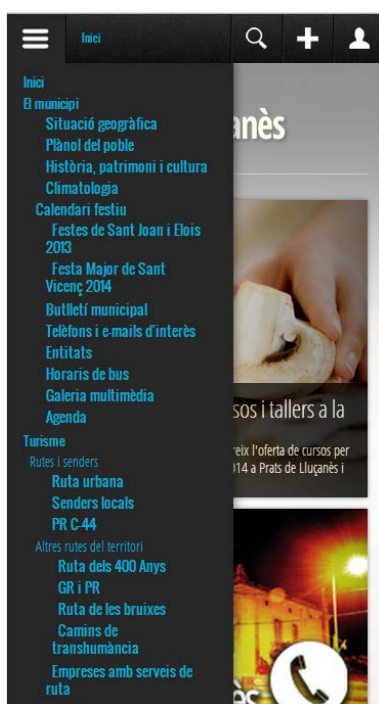 Inici
Inici
El municipi
Situació geogràfica
Plànol del poble
Història, patrimoni i cultura
Climatologia
Calendari festiu
Festes de Sant Joan i Elois
2013
Festa Major de Sant
Vicenç 2014
Butlletí municipal
Telèfons i e-mails d'interès
Entitats
Horaris de bus
Galeria multimèdia
Agenda
Turisme
Rutes i senders
Ruta urbana
Senders locals
PR C-44
Altres rutes del territori
Ruta dels 400 Anys
GR i PR
Ruta de les bruixes
Camins de
transhumància
Empreses amb serveis de
ruta
anès
sos i tallers a la
reix l'oferta de cursos per
014 a Prats de Lluçanès i
ès